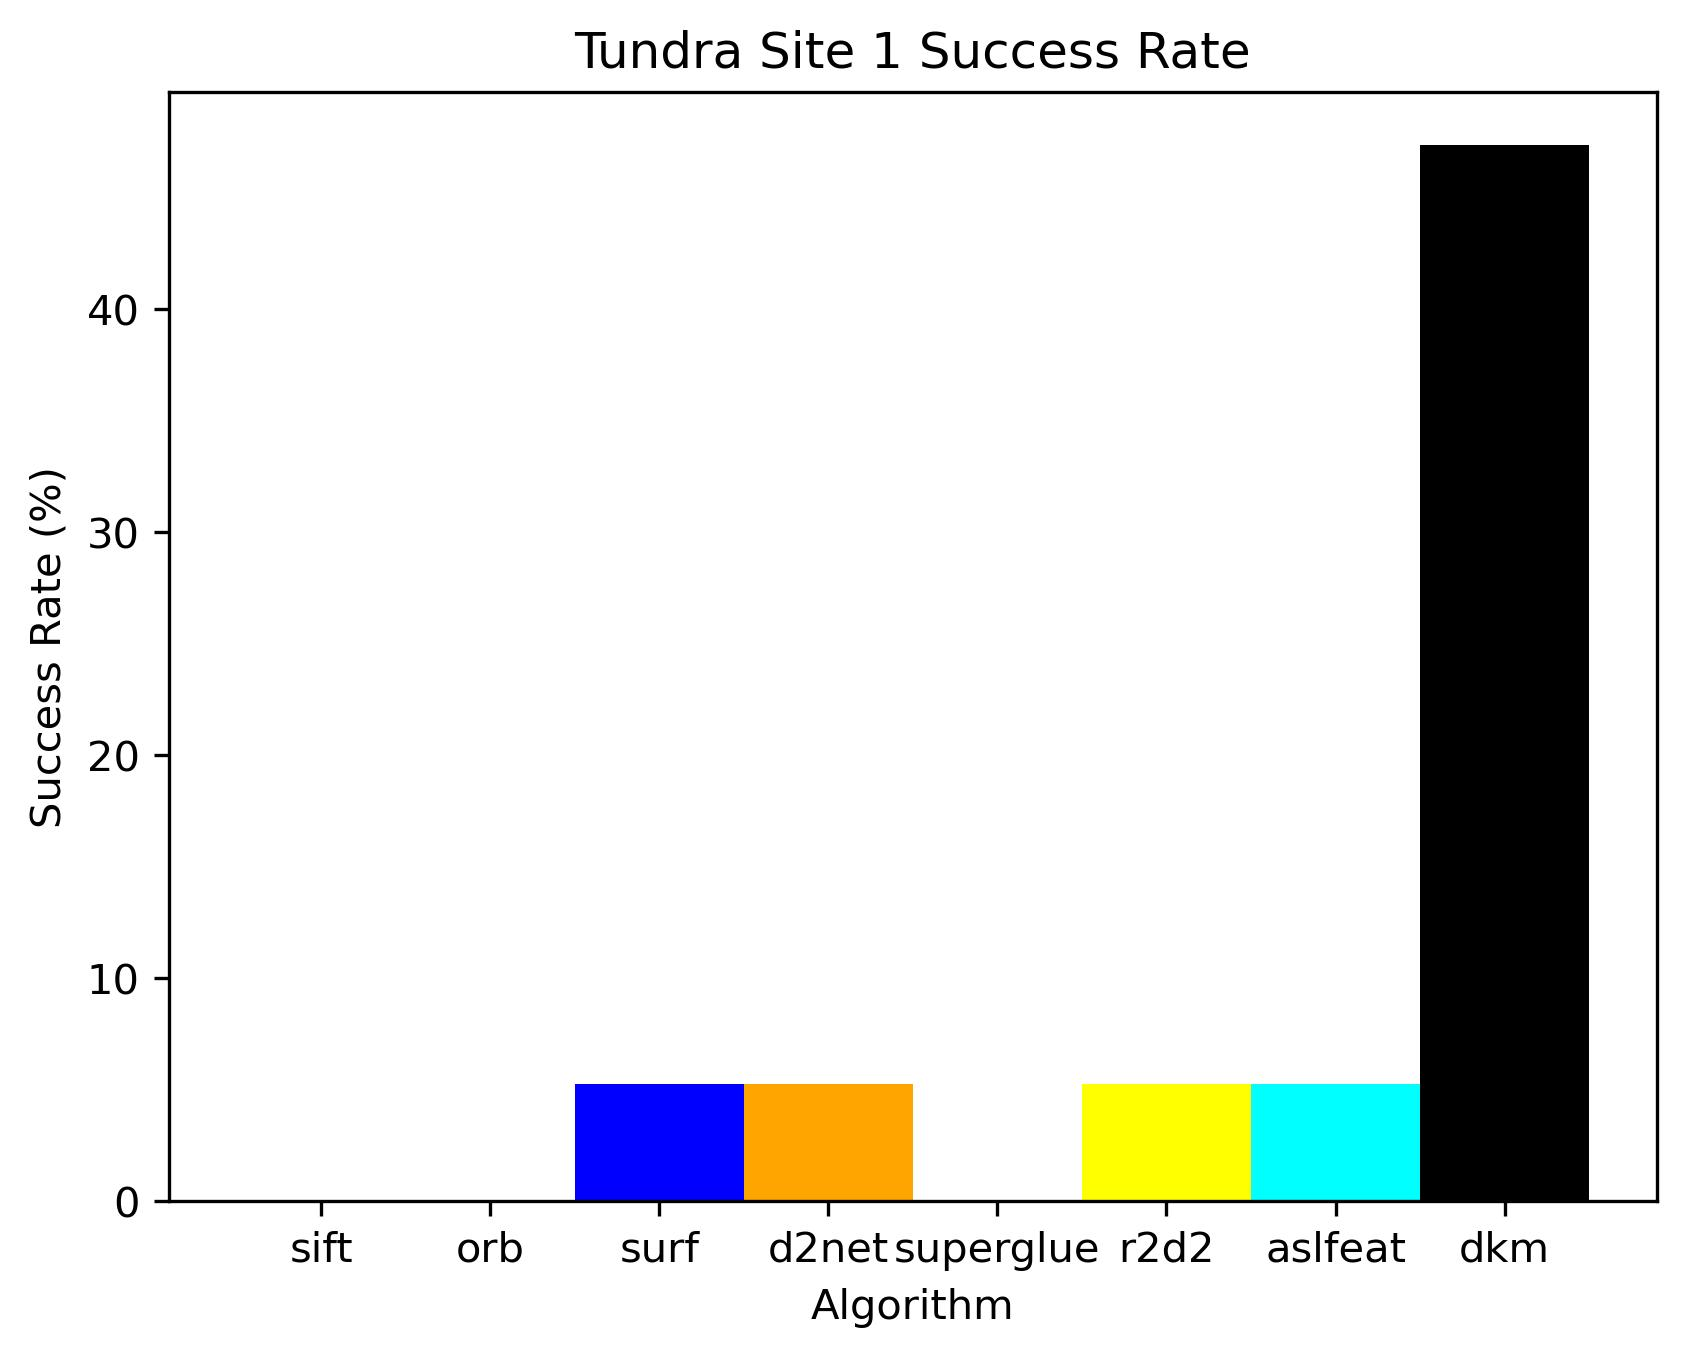 Tundra Site 1 Success Rate
Success Rate (%)
40
30
20
10
0
sift orb surf d2net superglue r2d2 aslfeat dkm
Algorithm